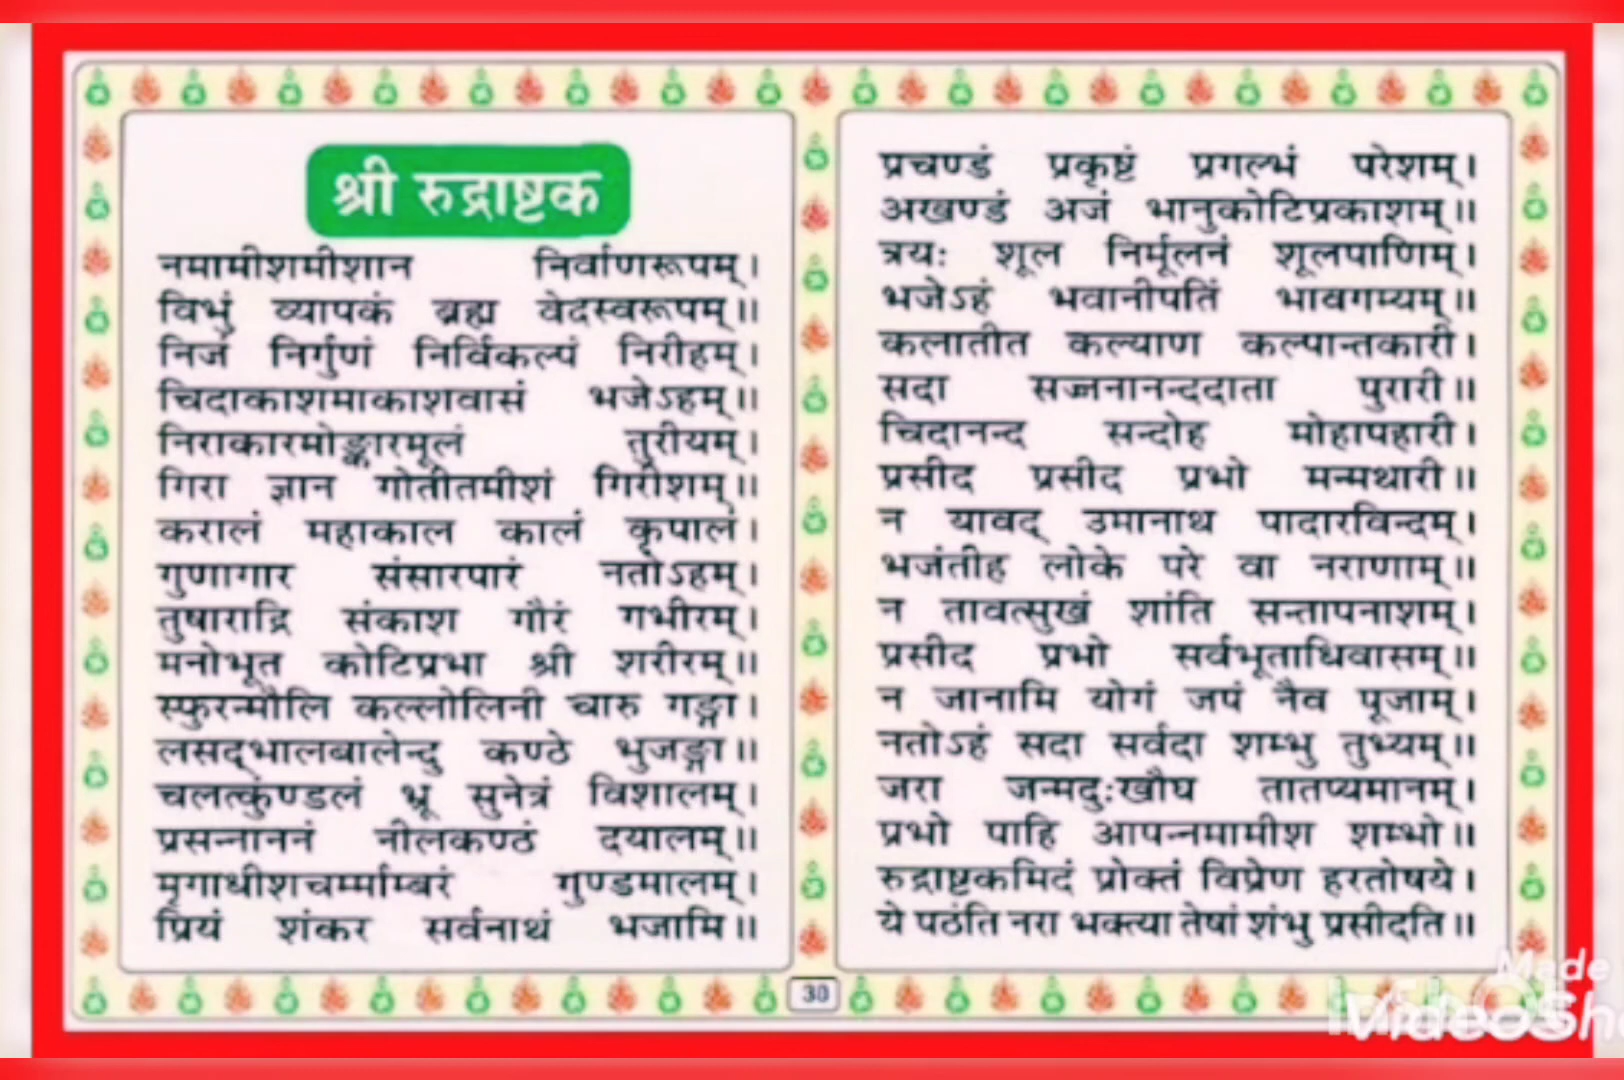 श्री रुद्राष्टक
नमामीशमीशान निर्वाणरूपम्।
विभुं व्यापकं ब्रह्म वेदस्वरूपम्॥
निजं निर्गुणं निर्विकल्पं निरीहम्।
चिदाकाशमाकाशवासं भजेऽहम्॥
निराकारमोङ्कारमूलं तुरीयम्।
गिरा ज्ञान गोतीतमीशं गिरीशम्॥
करालं महाकाल कालं कृपालं।
गुणागार संसारपारं नतोऽहम्।
तुषाराद्रि संकाश गौरं गभीरम्।
मनोभूत कोटिप्रभा श्री शरीरम्॥
स्फुरन्मौलि कल्लोलिनी चारु गङ्गा।
लसद्भालबालेन्दु कण्ठे भुजङ्गा॥
चलत्कुंण्डलं भ्रू सुनेत्रं विशालम्।
प्रसन्नाननं नीलकण्ठं दयालम्॥
मृगाधीशचर्म्माम्बरं गुण्डमालम्।
प्रियं शंकर सर्वनाथं भजामि॥
प्रचण्डं प्रकृष्टं प्रगल्भं परेशम्।
अखण्डं अजं भानुकोटिप्रकाशम्॥
त्रयः शूल निर्मूलनं शूलपाणिम्।
भजेऽहं भवानीपतिं भावगम्यम्॥
कलातीत कल्याण कल्पान्तकारी।
सदा सज्जनानन्ददाता पुरारी॥
चिदानन्द सन्दोह मोहापहारी।
प्रसीद प्रसीद प्रभो मन्मथारी॥
न यावद् उमानाथ पादारविन्दम्।
भजंतीह लोके परे वा नराणाम्॥
न तावत्सुखं शांति सन्तापनाशम्।
प्रसीद प्रभो सर्वभूताधिवासम्॥
न जानामि योगं जपं नैव पूजाम्।
नतोऽहं सदा सर्वदा शम्भु तुभ्यम्॥
जरा जन्मदुःखौघ तातप्यमानम्।
प्रभो पाहि आपन्नमामीश शम्भो॥
रुद्राष्टकमिदं प्रोक्तं विप्रेण हरतोषये।
ये पठंति नरा भक्त्या तेषां शंभु प्रसीदति॥
30
Made
VideoSh